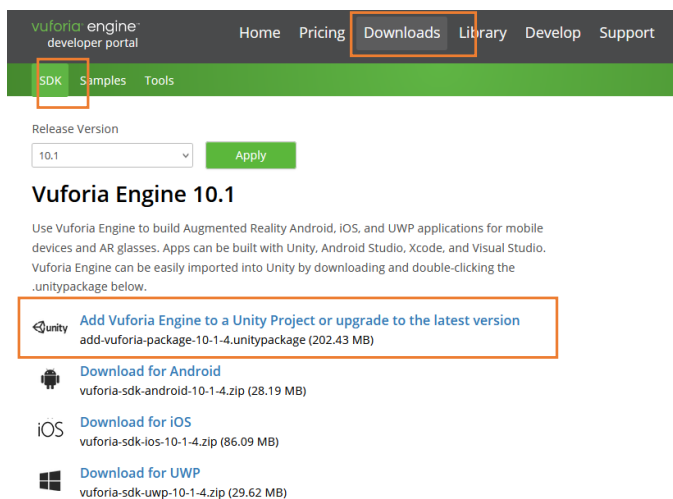 vuforia engine
developer portal
Home Pricing Downloads Library Develop Support
SDK Samples Tools
Release Version
10.1 Apply
Vuforia Engine 10.1
Use Vuforia Engine to build Augmented Reality Android, iOS, and UWP applications for mobile
devices and AR glasses. Apps can be built with Unity, Android Studio, Xcode, and Visual Studio.
Vuforia Engine can be easily imported into Unity by downloading and double-clicking the
.unitypackage below.
unity Add Vuforia Engine to a Unity Project or upgrade to the latest version
add-vuforia-package-10-1-4.unitypackage (202.43 MB)
Download for Android
vuforia-sdk-android-10-1-4.zip (28.19 MB)
iOS Download for iOS
vuforia-sdk-ios-10-1-4.zip (86.09 MB)
Download for UWP
vuforia-sdk-uwp-10-1-4.zip (29.62 MB)